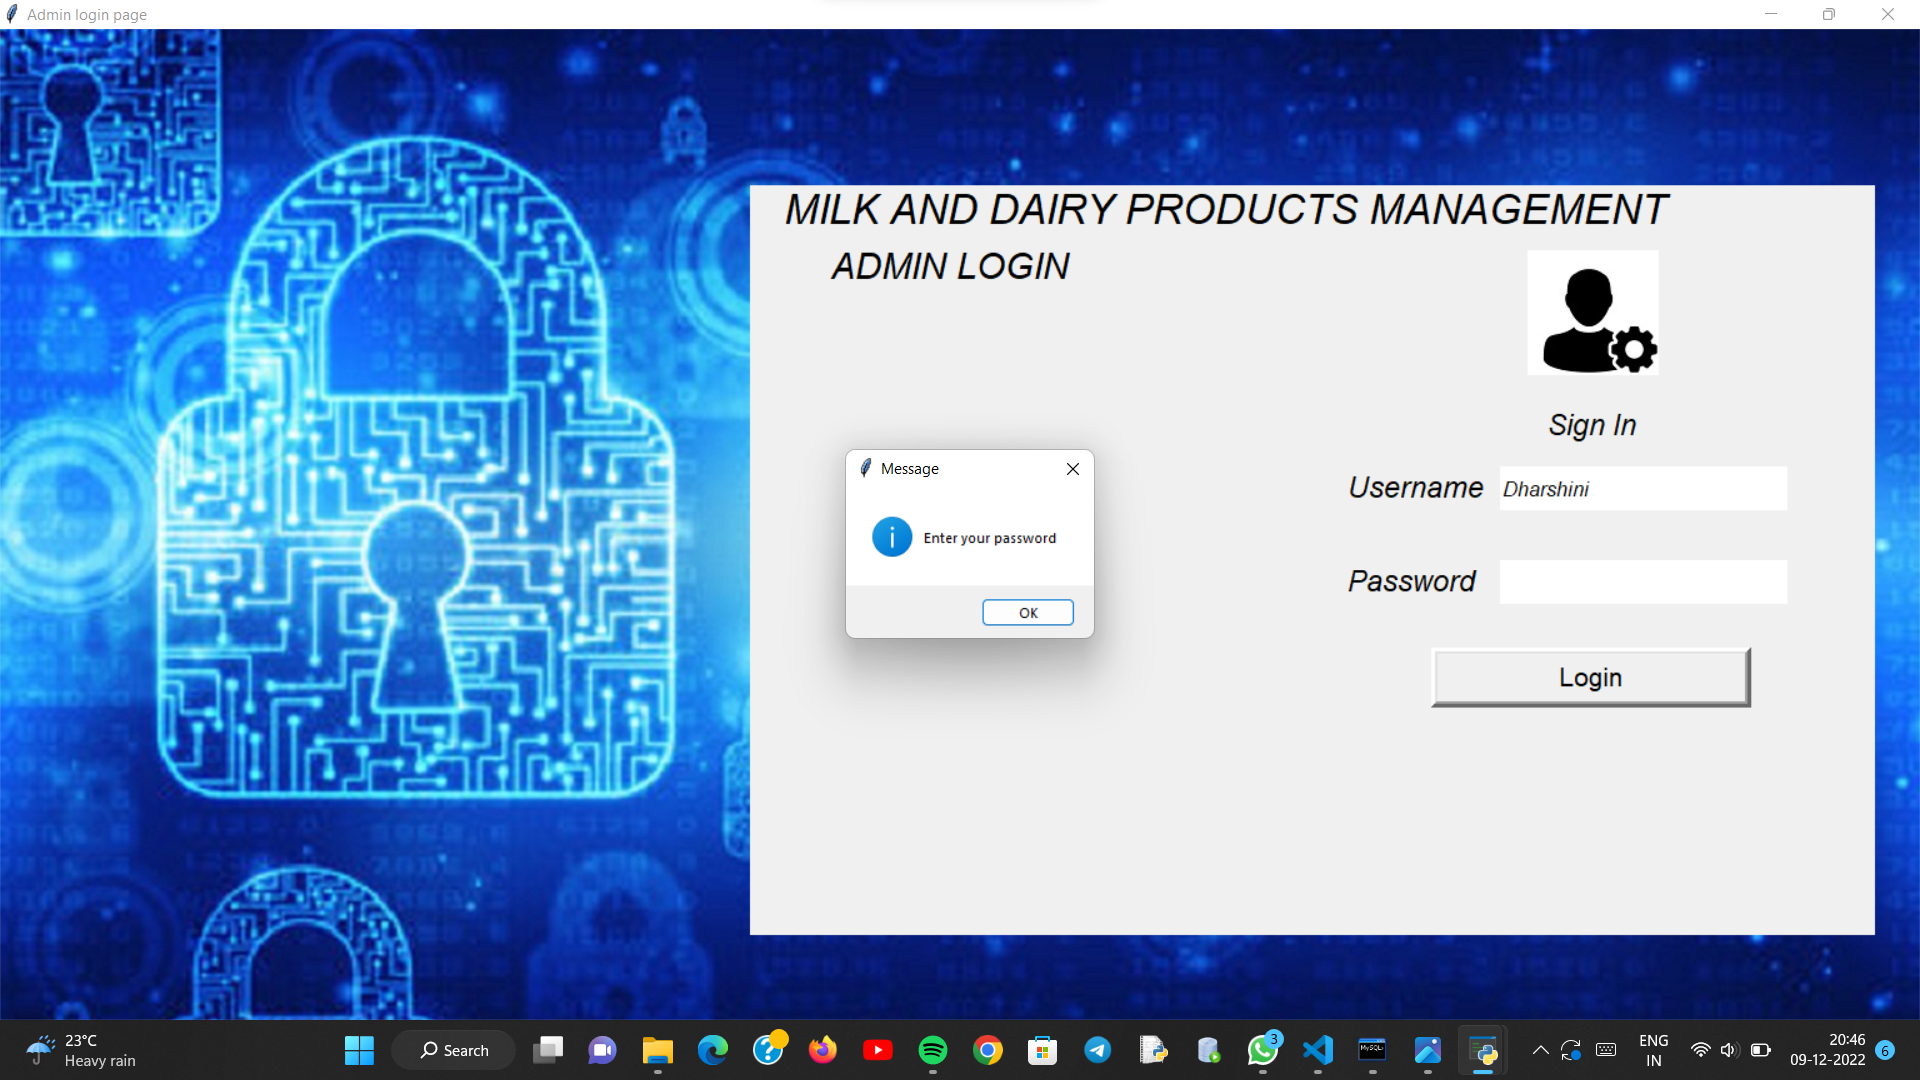 Admin login page
MILK AND DAIRY PRODUCTS MANAGEMENT
ADMIN LOGIN
Sign In
Message
Enter your password
OK
Username Dharshini
Password
Login
23°C
Heavy rain
Search
3
MySQL
ENG
IN
20:46
09-12-2022
6